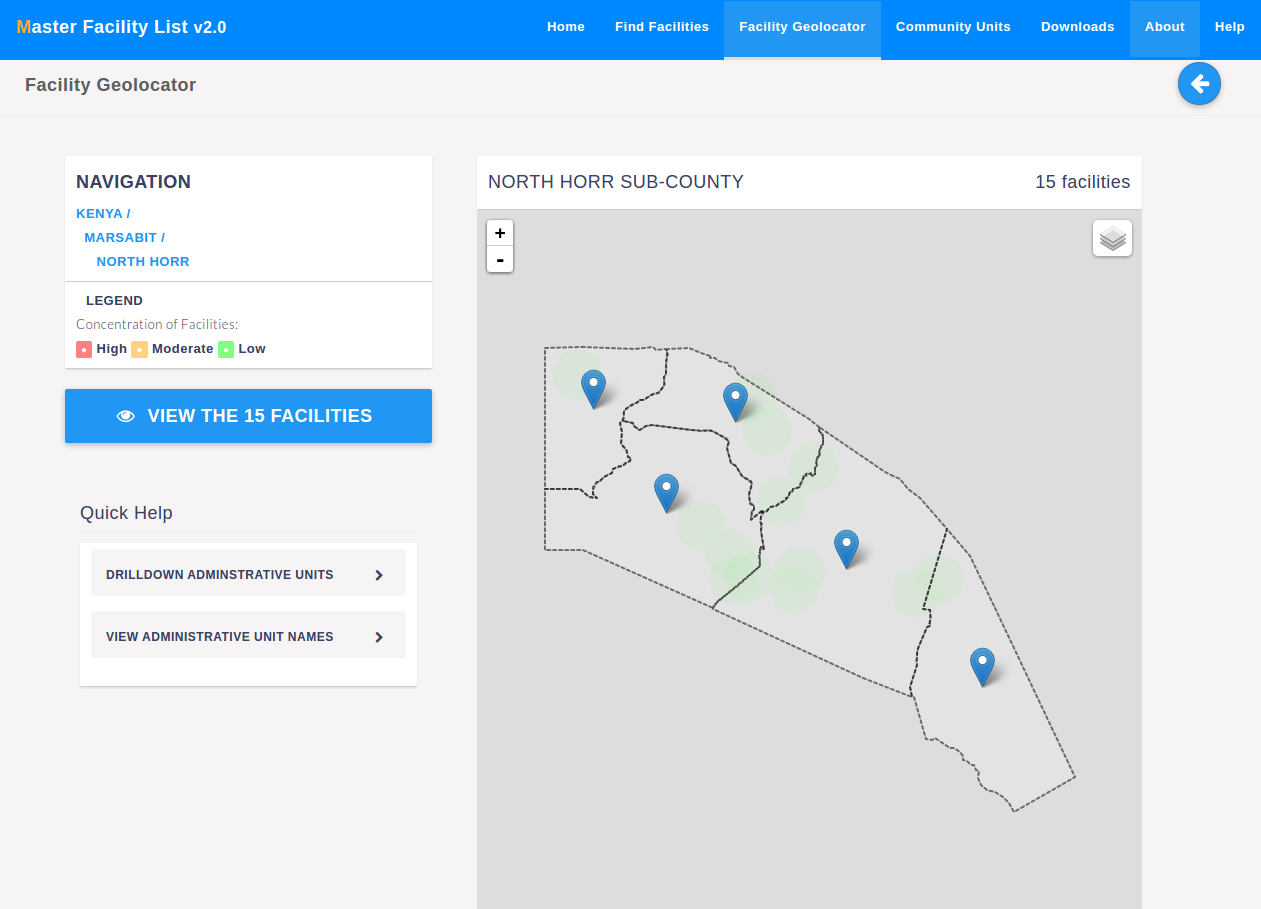 Master Facility List v2.0
Home Find Facilities Facility Geolocator Community Units Downloads About Help
Facility Geolocator
NAVIGATION
KENYA /
MARSABIT /
NORTH HORR
LEGEND
Concentration of Facilities:
High Moderate Low
VIEW THE 15 FACILITIES
Quick Help
DRILLDOWN ADMINSTRATIVE UNITS
VIEW ADMINISTRATIVE UNIT NAMES
NORTH HORR SUB-COUNTY 15 facilities
+
-